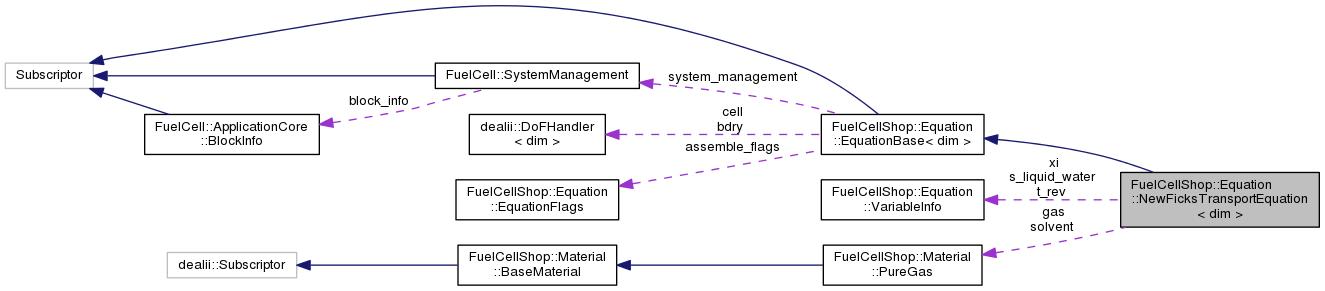 Subscriptor
FuelCell::SystemManagement
system_management
block_info
FuelCell::ApplicationCore
::BlockInfo
dealii::DoFHandler
< dim >
cell
bdry
FuelCellShop::Equation
::EquationBase< dim >
assemble_flags
FuelCellShop::Equation
::EquationFlags
FuelCellShop::Equation
::VariableInfo
xi
s_liquid_water
t_rev
FuelCellShop::Equation
::NewFicksTransportEquation
< dim >
gas
solvent
dealii::Subscriptor
FuelCellShop::Material
::BaseMaterial
FuelCellShop::Material
::PureGas